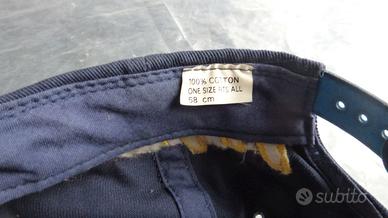 100% COTTON
ONE SIZE FITS ALL
58 cm
subito